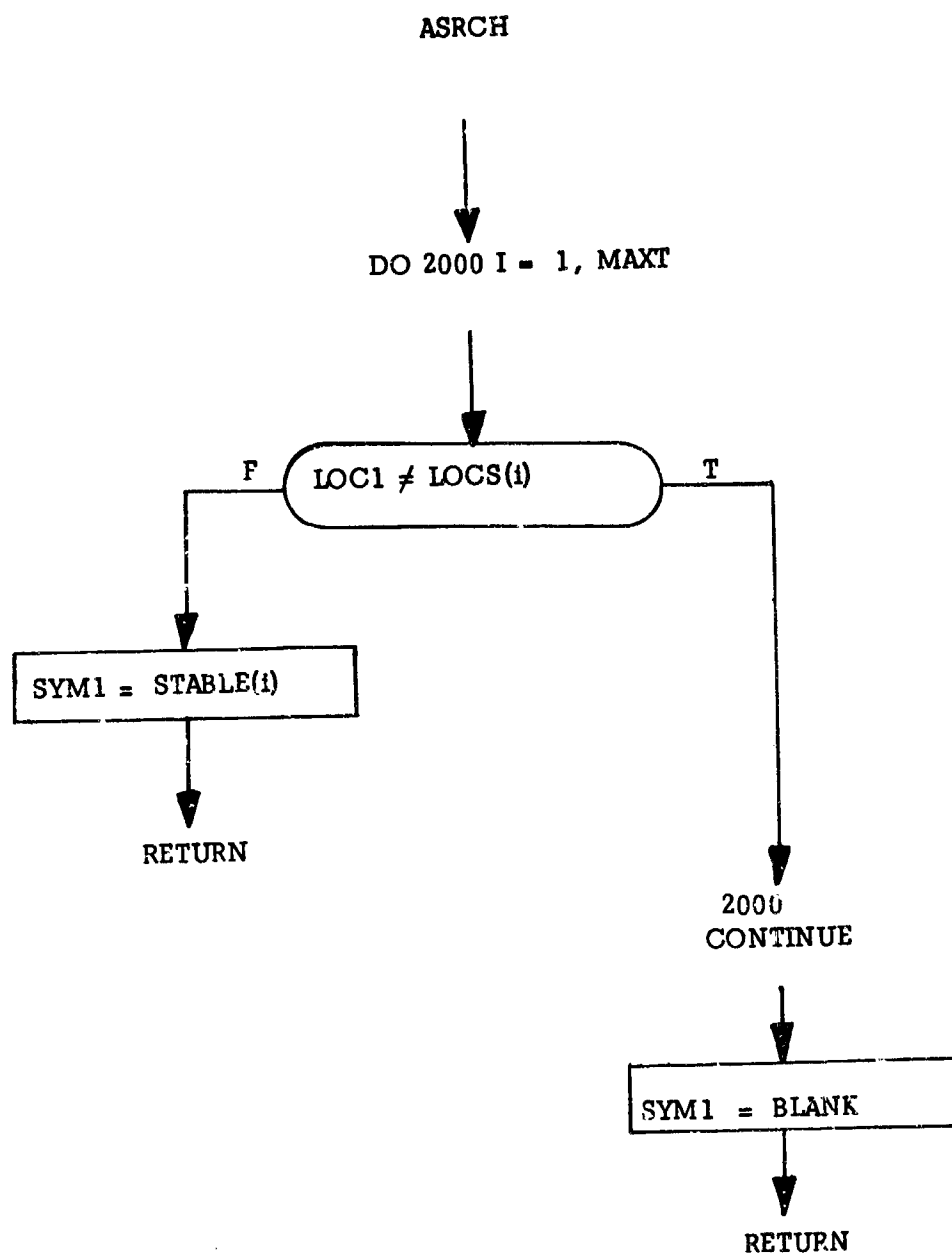 ASRCH
DO 2000 I = 1, MAXT
F
LOC1 ≠ LOCS(i)
T
SYM1 = STABLE(i)
RETURN
2000
CONTINUE
SYM1 = BLANK
RETURN